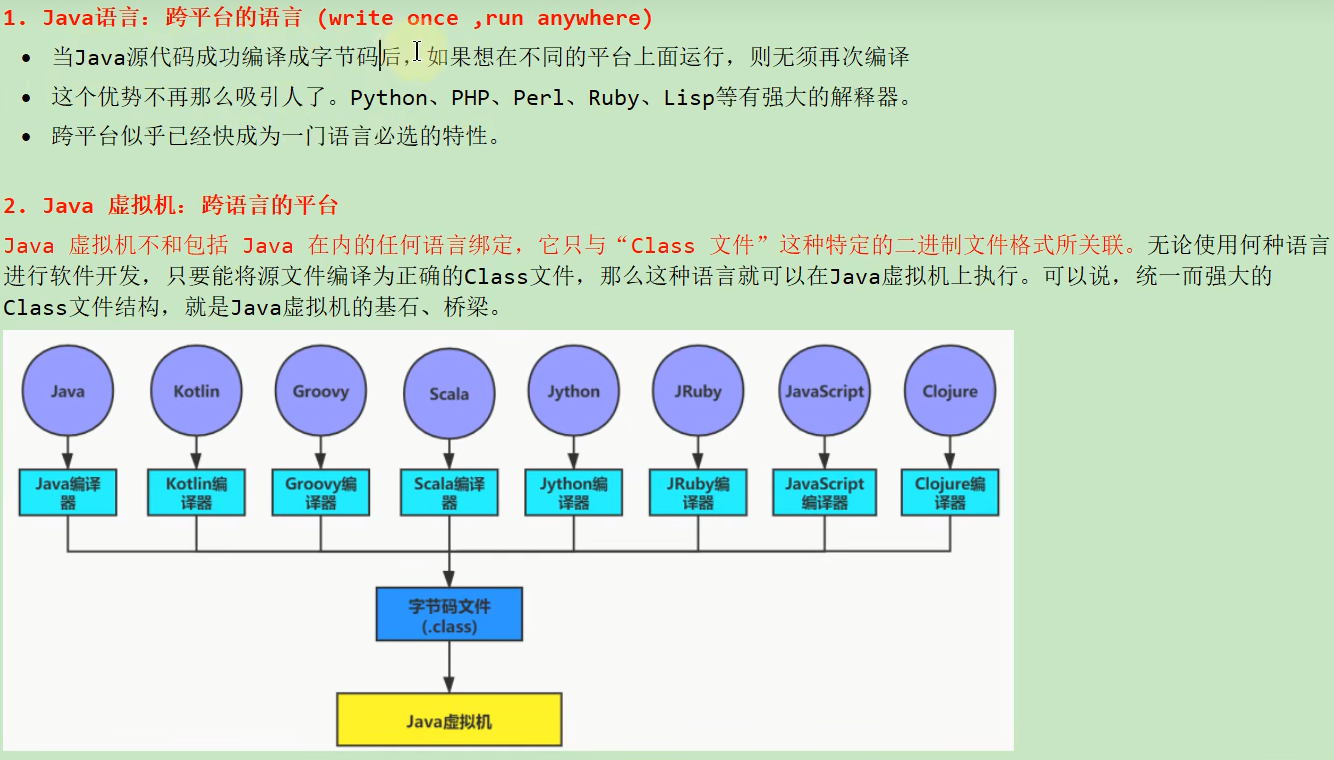 1. Java语言: 跨平台的语言 (write once ,run anywhere)
• 当Java源代码成功编译成字节码后, 如果想在不同的平台上面运行, 则无须再次编译
• 这个优势不再那么吸引人了。Python、PHP、Perl、Ruby、Lisp等有强大的解释器。
• 跨平台似乎已经快成为一门语言必选的特性。
2. Java 虚拟机: 跨语言的平台
Java 虚拟机不和包括 Java 在内的任何语言绑定, 它只与“Class 文件”这种特定的二进制文件格式所关联。无论使用何种语言
进行软件开发, 只要能将源文件编译为正确的Class文件, 那么这种语言就可以在Java虚拟机上执行。可以说, 统一而强大的
Class文件结构, 就是Java虚拟机的基石、桥梁。
Java
Kotlin
Groovy
Scala
Jython
JRuby
JavaScript
Clojure
Java编译
器
Kotlin编
译器
Groovy编
译器
Scala编译
器
Jython编
译器
JRuby编
译器
JavaScript
编译器
Clojure编
译器
字节码文件
(.class)
Java虚拟机